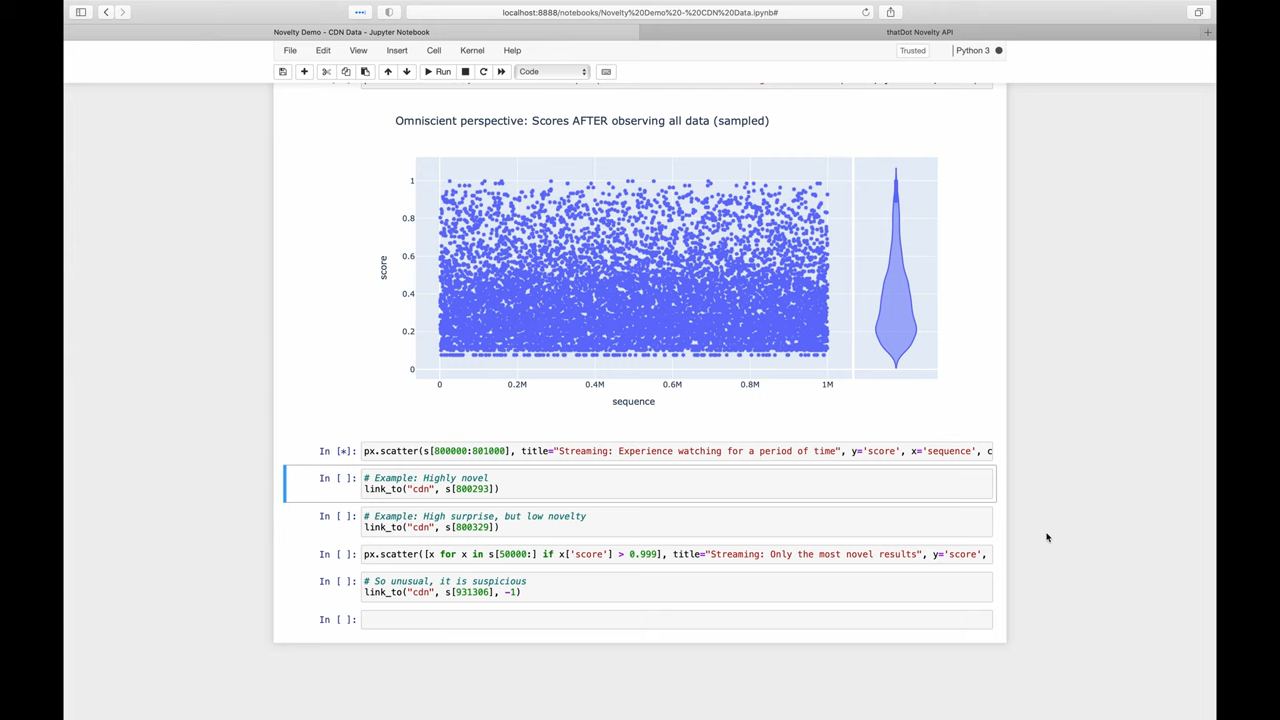 localhost:8888/notebooks/Novelty%20Demo%20-%20CDN%20Data.ipynb#
Novelty Demo - CDN Data - Jupyter Notebook
thatDot Novelty API
File Edit View Insert Cell Kernel Help
Trusted
Python 3
Run
Code
Omniscient perspective: Scores AFTER observing all data (sampled)
1
0.8
0.6
0.4
0.2
0
score
0 0.2M 0.4M 0.6M 0.8M 1M
sequence
In [*]: px.scatter(s[800000:801000], title="Streaming: Experience watching for a period of time", y='score', x='sequence', c
In [ ]: # Example: Highly novel
link_to("cdn", s[800293])
In [ ]: # Example: High surprise, but low novelty
link_to("cdn", s[800329])
In [ ]: px.scatter([x for x in s[50000:] if x['score'] > 0.999], title="Streaming: Only the most novel results", y='score',
In [ ]: # So unusual, it is suspicious
link_to("cdn", s[931306], -1)
In [ ]: